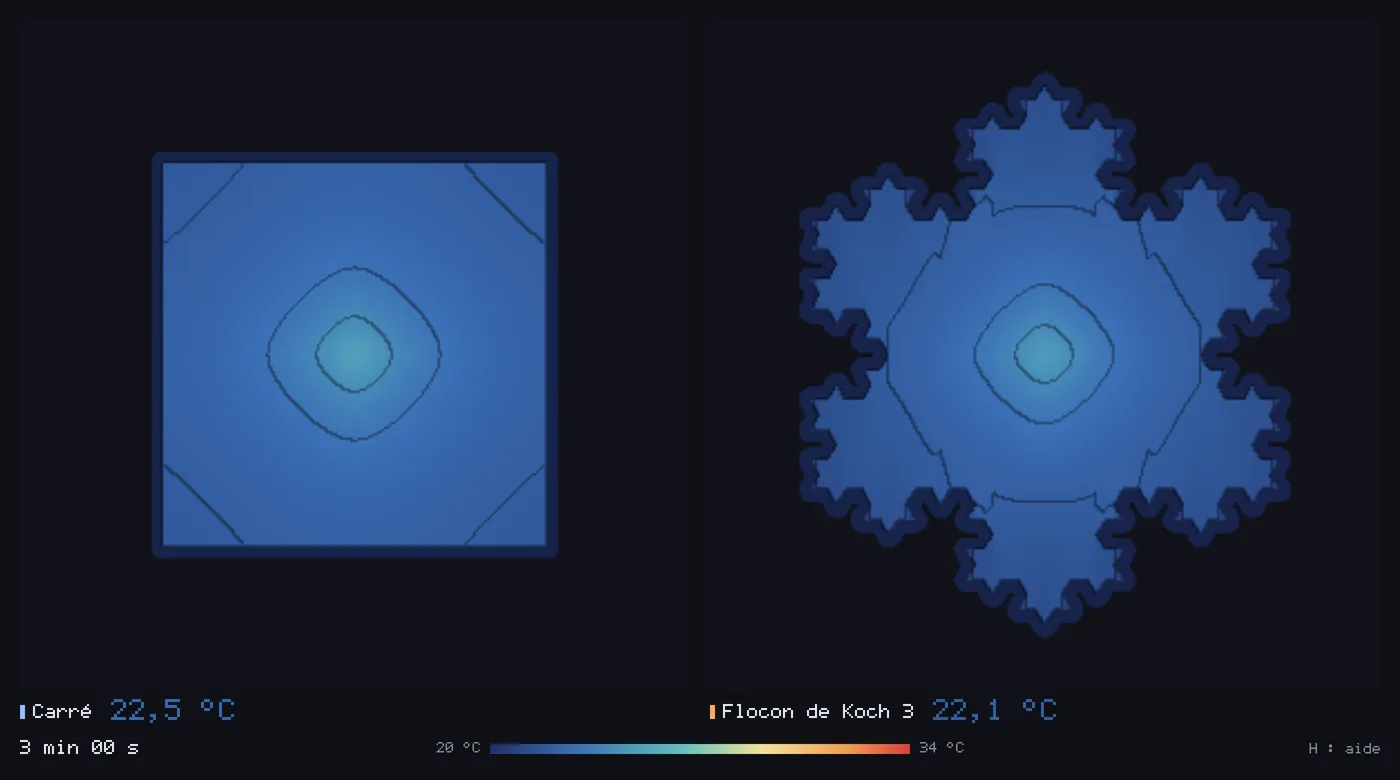 Carré 22,5 °C
Flocon de Koch 3 22,1 °C
3 min 00 s
20 °C 34 °C
H : aide